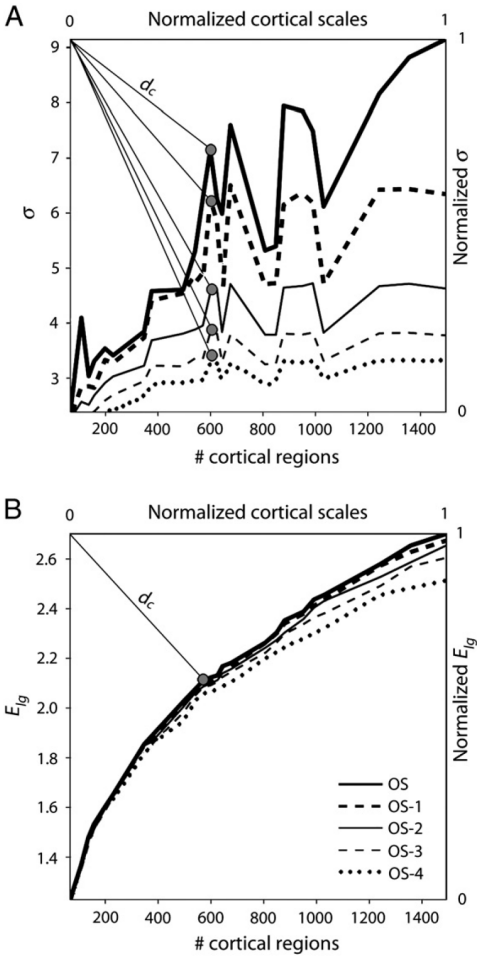 A
Normalized cortical scales
0 1
9
8
7
6
5
4
3
σ
d_c
1
Normalized σ
0
200 400 600 800 1000 1200 1400
# cortical regions
B
Normalized cortical scales
0
2.6
2.4
2.2
2.0
1.8
1.6
1.4
E_lg
d_c
1
Normalized E_lg
0
OS
OS-1
OS-2
OS-3
OS-4
200 400 600 800 1000 1200 1400
# cortical regions